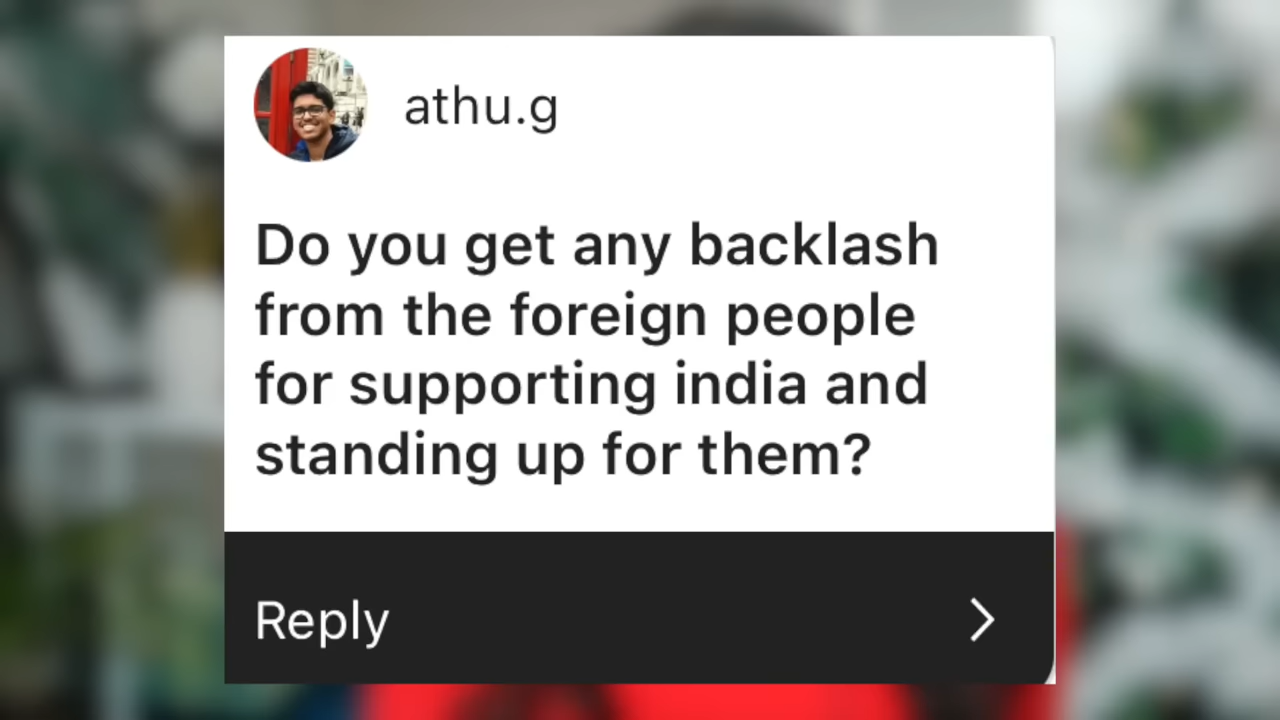 athu.g
Do you get any backlash
from the foreign people
for supporting india and
standing up for them?
Reply